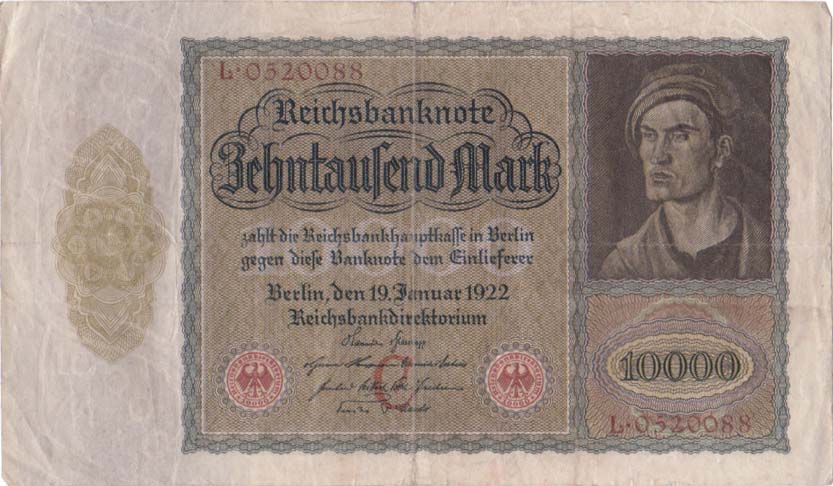 L·0520088
Reichsbanknote
Zehntausend Mark
zahlt die Reichsbankhauptkasse in Berlin
gegen diese Banknote dem Einlieferer
Berlin, den 19. Januar 1922
Reichsbankdirektorium
C
10000
L·0520088